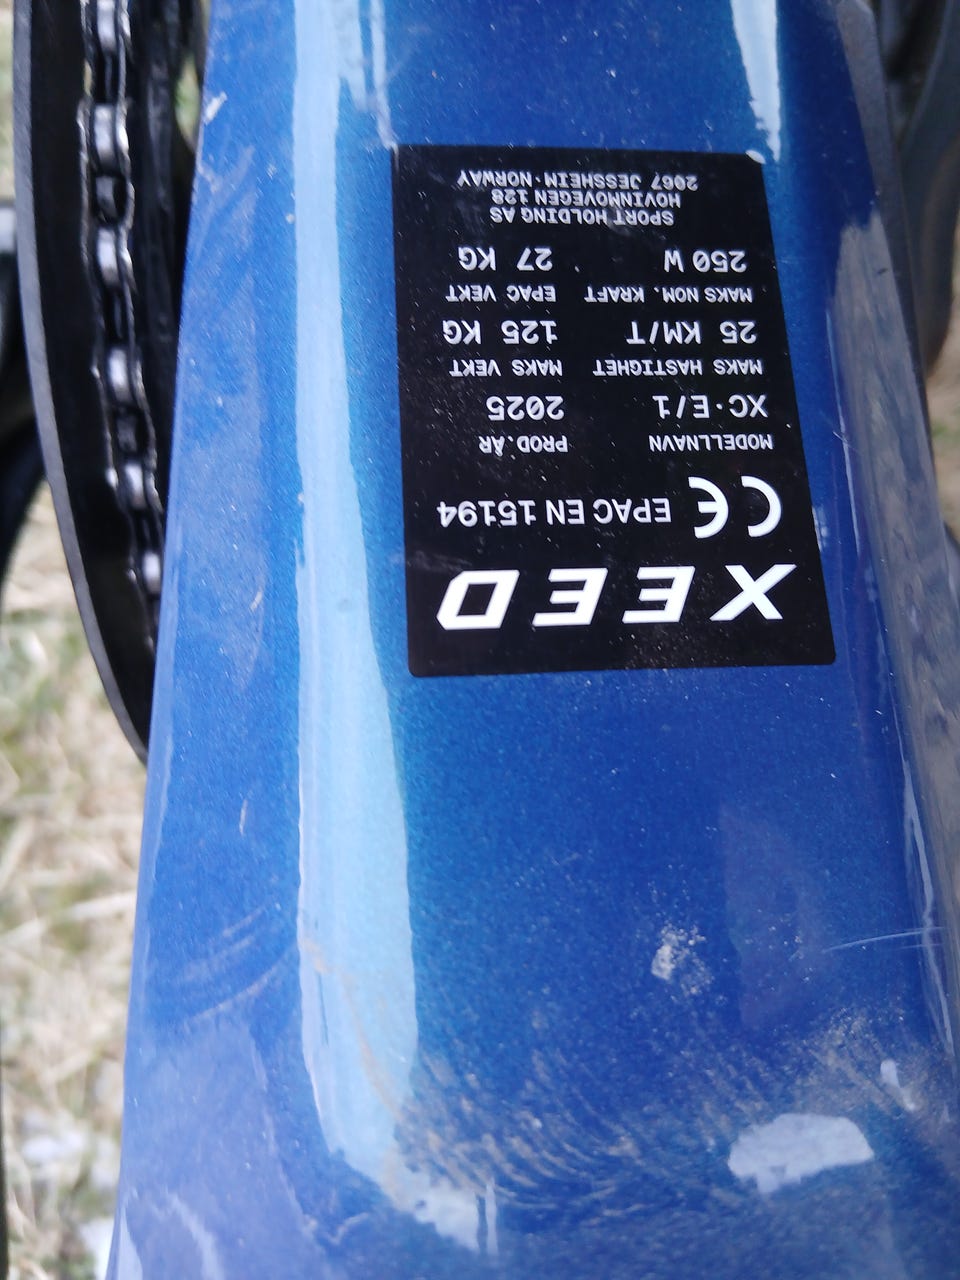 XEED
CE EPAC EN 15194
MODELLNAVN PROD.ÅR
XC·E/1 2025
MAKS HASTIGHET MAKS VEKT
25 KM/T 125 KG
MAKS NOM. KRAFT EPAC VEKT
250 W 27 KG
SPORT HOLDING AS
HOVINMOVEGEN 128
2067 JESSHEIM·NORWAY